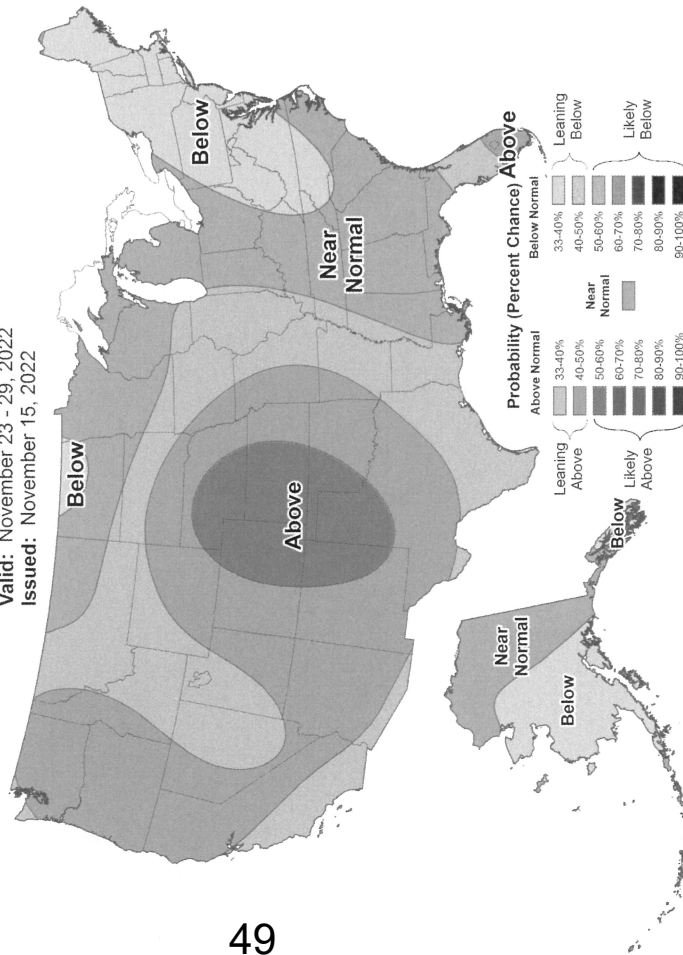 Valid: November 23 - 29, 2022
Issued: November 15, 2022
Below
Below
Near
Normal
Above
Above
Near
Normal
Below
Below
Probability (Percent Chance)
Above Normal
Near
Normal
Below Normal
Leaning
Above
33-40%
40-50%
Likely
Above
50-60%
60-70%
70-80%
80-90%
90-100%
33-40%
40-50%
Leaning
Below
50-60%
60-70%
70-80%
80-90%
90-100%
Likely
Below
49